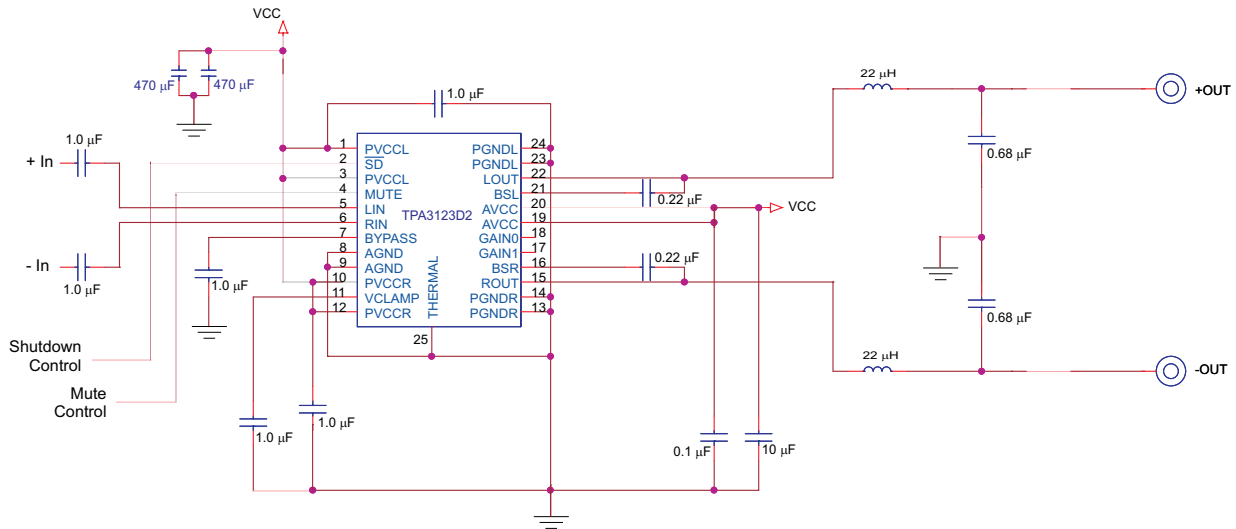 VCC
470 µF
470 µF
1.0 µF
1.0 µF
+ In
- In
1.0 µF
1.0 µF
Shutdown
Control
Mute
Control
1.0 µF
1.0 µF
1 PVCCL
2 SD
3 PVCCL
4 MUTE
5 LIN
6 RIN
7 BYPASS
8 AGND
9 AGND
10 PVCCR
11 VCLAMP
12 PVCCR
TPA3123D2
THERMAL
25
PGNDL 24
PGNDL 23
LOUT 22
BSL 21
AVCC 20
AVCC 19
GAIN0 18
GAIN1 17
BSR 16
ROUT 15
PGNDR 14
PGNDR 13
0.22 µF
VCC
0.22 µF
0.1 µF
10 µF
22 µH
+OUT
0.68 µF
0.68 µF
22 µH
-OUT